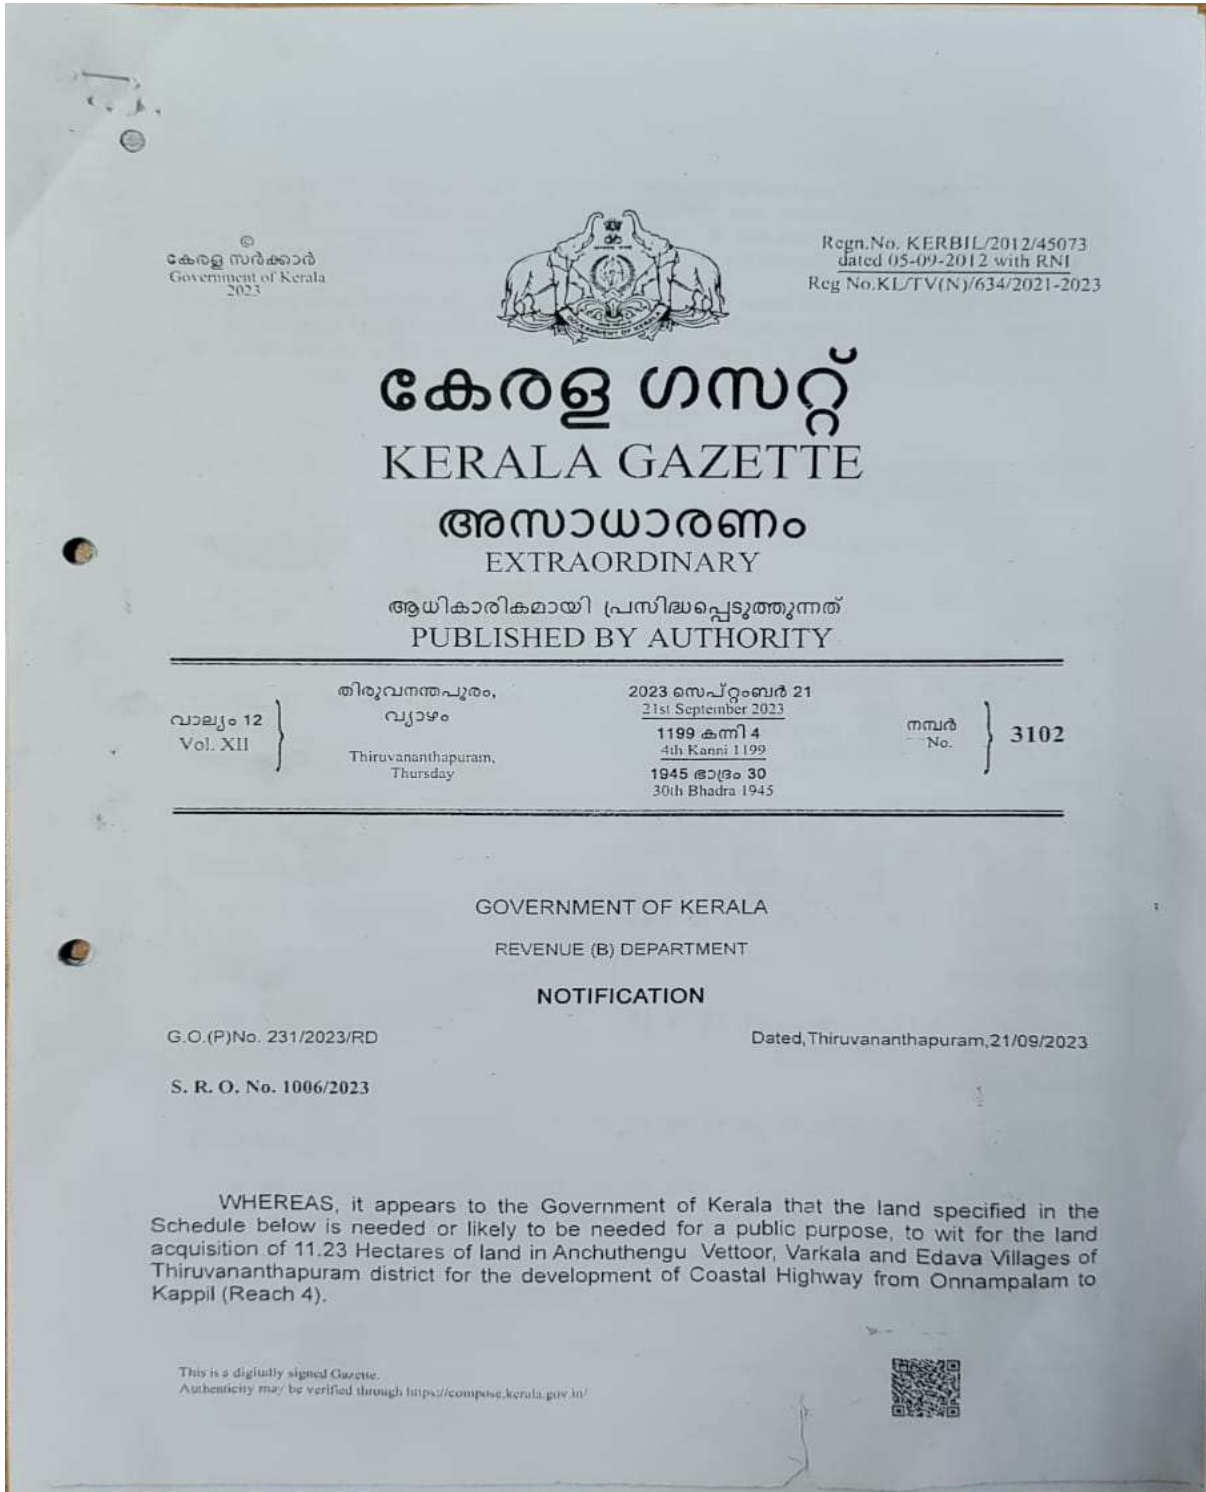 ©
കേരള സർക്കാർ
Government of Kerala
2023
Regn.No. KERBIL/2012/45073
dated 05-09-2012 with RNI
Reg No.KL/TV(N)/634/2021-2023
GOVERNMENT OF KERALA
കേരള ഗസറ്റ്
KERALA GAZETTE
അസാധാരണം
EXTRAORDINARY
ആധികാരികമായി പ്രസിദ്ധപ്പെടുത്തുന്നത്
PUBLISHED BY AUTHORITY
വാല്യം 12
Vol. XII
തിരുവനന്തപുരം,
വ്യാഴം
Thiruvananthapuram,
Thursday
2023 സെപ്റ്റംബർ 21
21st September 2023
1199 കന്നി 4
4th Kanni 1199
1945 ഭാദ്രം 30
30th Bhadra 1945
നമ്പർ
No.
3102
GOVERNMENT OF KERALA
REVENUE (B) DEPARTMENT
NOTIFICATION
G.O.(P)No. 231/2023/RD
Dated,Thiruvananthapuram,21/09/2023
S. R. O. No. 1006/2023
WHEREAS, it appears to the Government of Kerala that the land specified in the
Schedule below is needed or likely to be needed for a public purpose, to wit for the land
acquisition of 11.23 Hectares of land in Anchuthengu Vettoor, Varkala and Edava Villages of
Thiruvananthapuram district for the development of Coastal Highway from Onnampalam to
Kappil (Reach 4).
This is a digitally signed Gazette.
Authenticity may be verified through https://compose.kerala.gov.in/